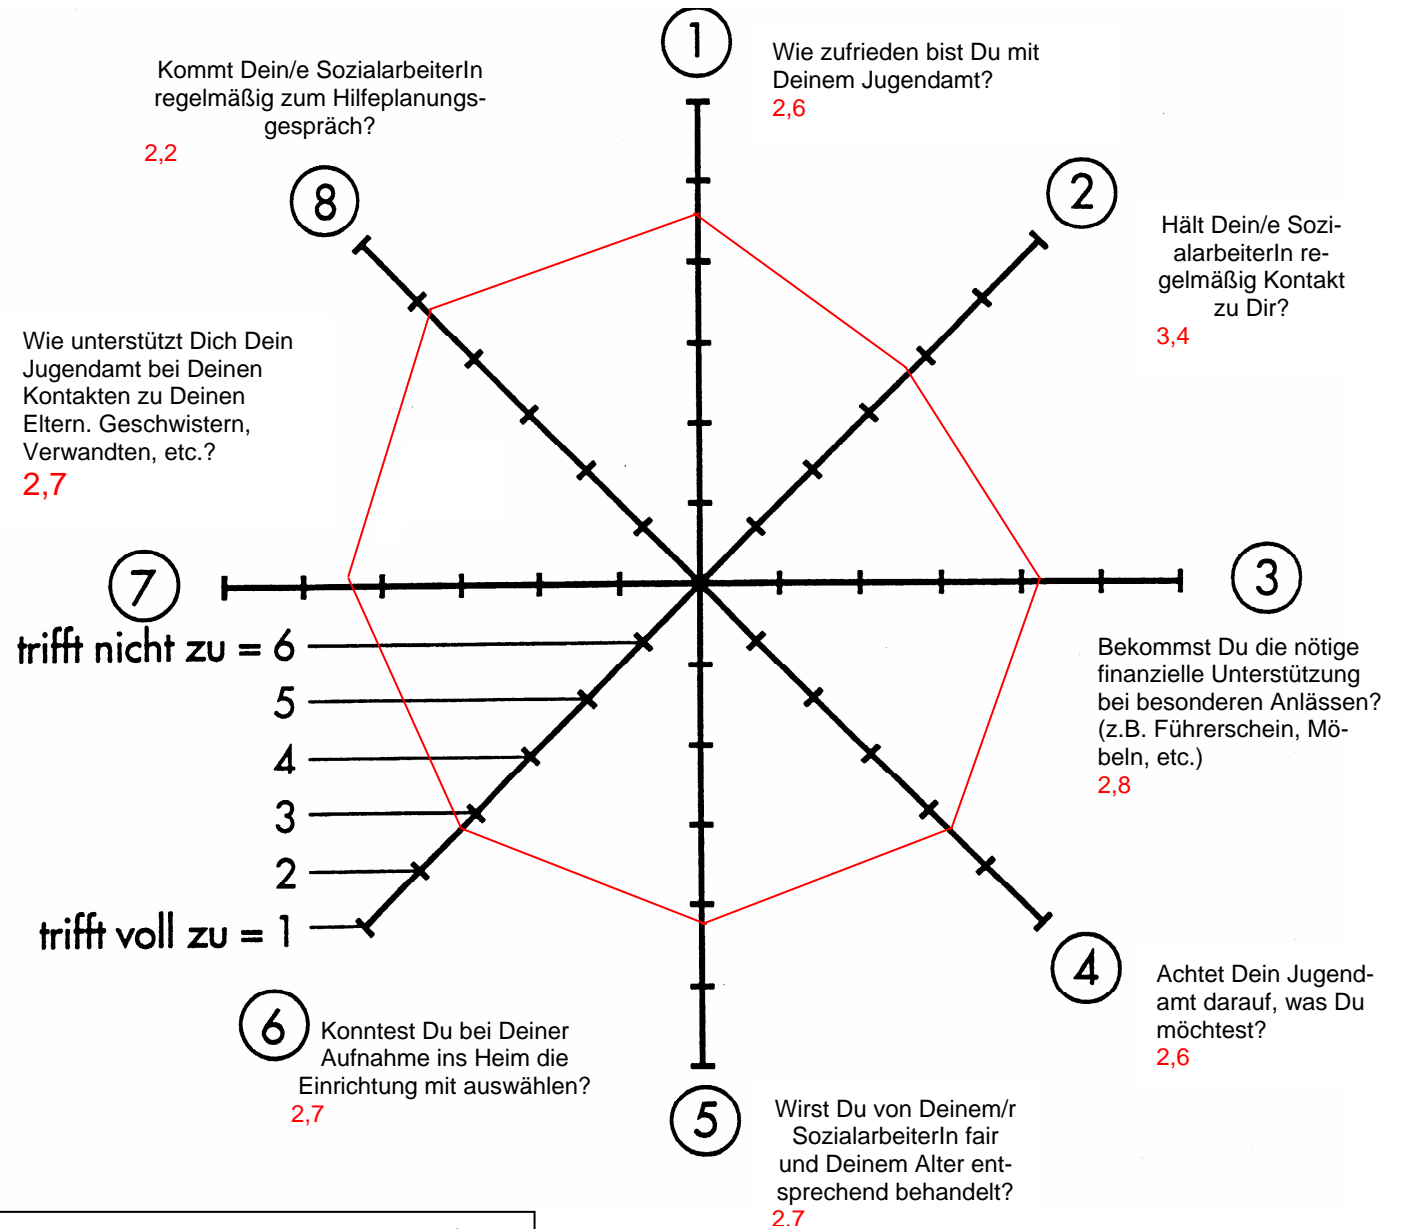 1
Wie zufrieden bist Du mit
Deinem Jugendamt?
2,6
2
Hält Dein/e Sozi-
alarbeiterIn re-
gelmäßig Kontakt
zu Dir?
3,4
3
Bekommst Du die nötige
finanzielle Unterstützung
bei besonderen Anlässen?
(z.B. Führerschein, Mö-
beln, etc.)
2,8
4
Achtet Dein Jugend-
amt darauf, was Du
möchtest?
2,6
5
Wirst Du von Deinem/r
SozialarbeiterIn fair
und Deinem Alter ent-
sprechend behandelt?
2,7
6
Konntest Du bei Deiner
Aufnahme ins Heim die
Einrichtung mit auswählen?
2,7
7
Wie unterstützt Dich Dein
Jugendamt bei Deinen
Kontakten zu Deinen
Eltern. Geschwistern,
Verwandten, etc.?
2,7
8
Kommt Dein/e SozialarbeiterIn
regelmäßig zum Hilfeplanungs-
gespräch?
2,2
trifft nicht zu = 6
5
4
3
2
trifft voll zu = 1